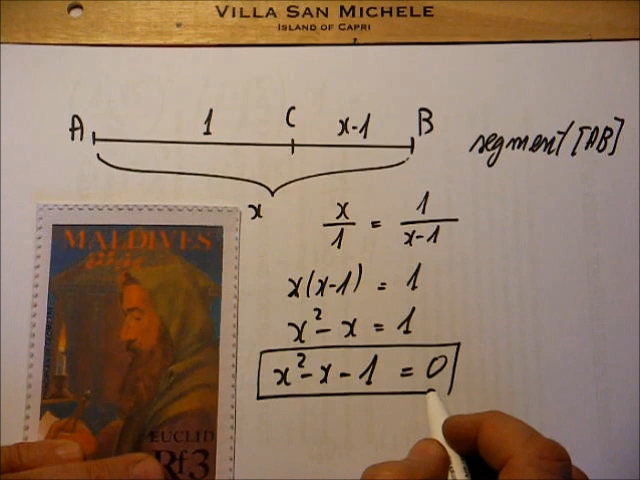 VILLA SAN MICHELE
ISLAND OF CAPRI
A 1 C x-1 B
segment [AB]
x
x/1 = 1/(x-1)
x(x-1) = 1
x² - x = 1
x² - x - 1 = 0
MALDIVES
EUCLID
Rf3